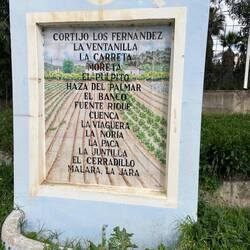 CORTIJO LOS FERNANDEZ
LA VENTANILLA
LA CARRETA
MORETA
EL PULPITO
HAZA DEL PALMAR
EL BANCO
FUENTE RIQUE
CUENCA
LA VIAGUERA
LA NORIA
LA PACA
LA JUNTILLA
EL CERRADILLO
MALARA, LA JARA